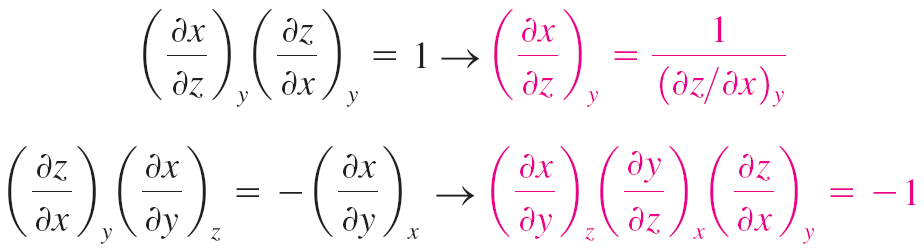 (∂x/∂z)_y (∂z/∂x)_y = 1 → (∂x/∂z)_y = 1/(∂z/∂x)_y
(∂z/∂x)_y (∂x/∂y)_z = −(∂x/∂y)_x → (∂x/∂y)_z (∂y/∂z)_x (∂z/∂x)_y = −1